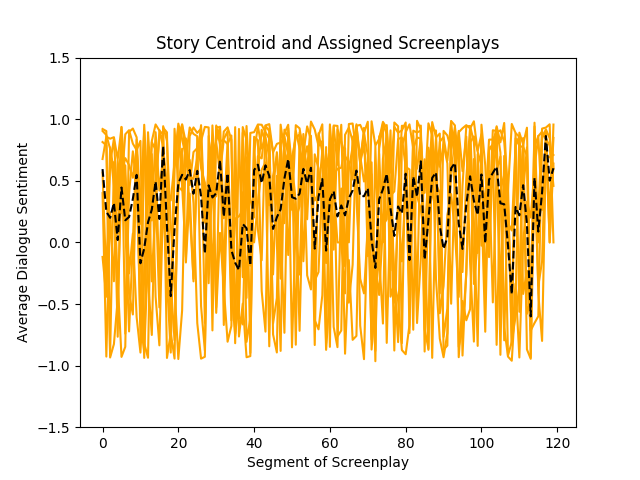 Story Centroid and Assigned Screenplays
1.5
1.0
0.5
0.0
−0.5
−1.0
−1.5
Average Dialogue Sentiment
0 20 40 60 80 100 120
Segment of Screenplay